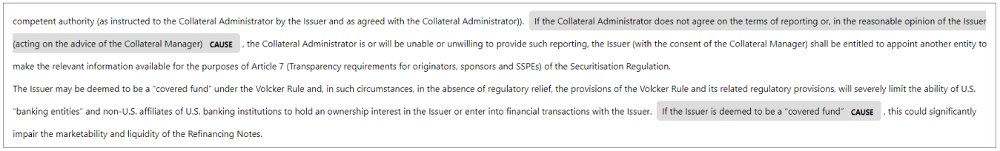 competent authority (as instructed to the Collateral Administrator by the Issuer and as agreed with the Collateral Administrator)). If the Collateral Administrator does not agree on the terms of reporting or, in the reasonable opinion of the Issuer
(acting on the advice of the Collateral Manager) CAUSE , the Collateral Administrator is or will be unable or unwilling to provide such reporting, the Issuer (with the consent of the Collateral Manager) shall be entitled to appoint another entity to
make the relevant information available for the purposes of Article 7 (Transparency requirements for originators, sponsors and SSPEs) of the Securitisation Regulation.
The Issuer may be deemed to be a “covered fund” under the Volcker Rule and, in such circumstances, in the absence of regulatory relief, the provisions of the Volcker Rule and its related regulatory provisions, will severely limit the ability of U.S.
“banking entities” and non-U.S. affiliates of U.S. banking institutions to hold an ownership interest in the Issuer or enter into financial transactions with the Issuer. If the Issuer is deemed to be a “covered fund” CAUSE , this could significantly
impair the marketability and liquidity of the Refinancing Notes.